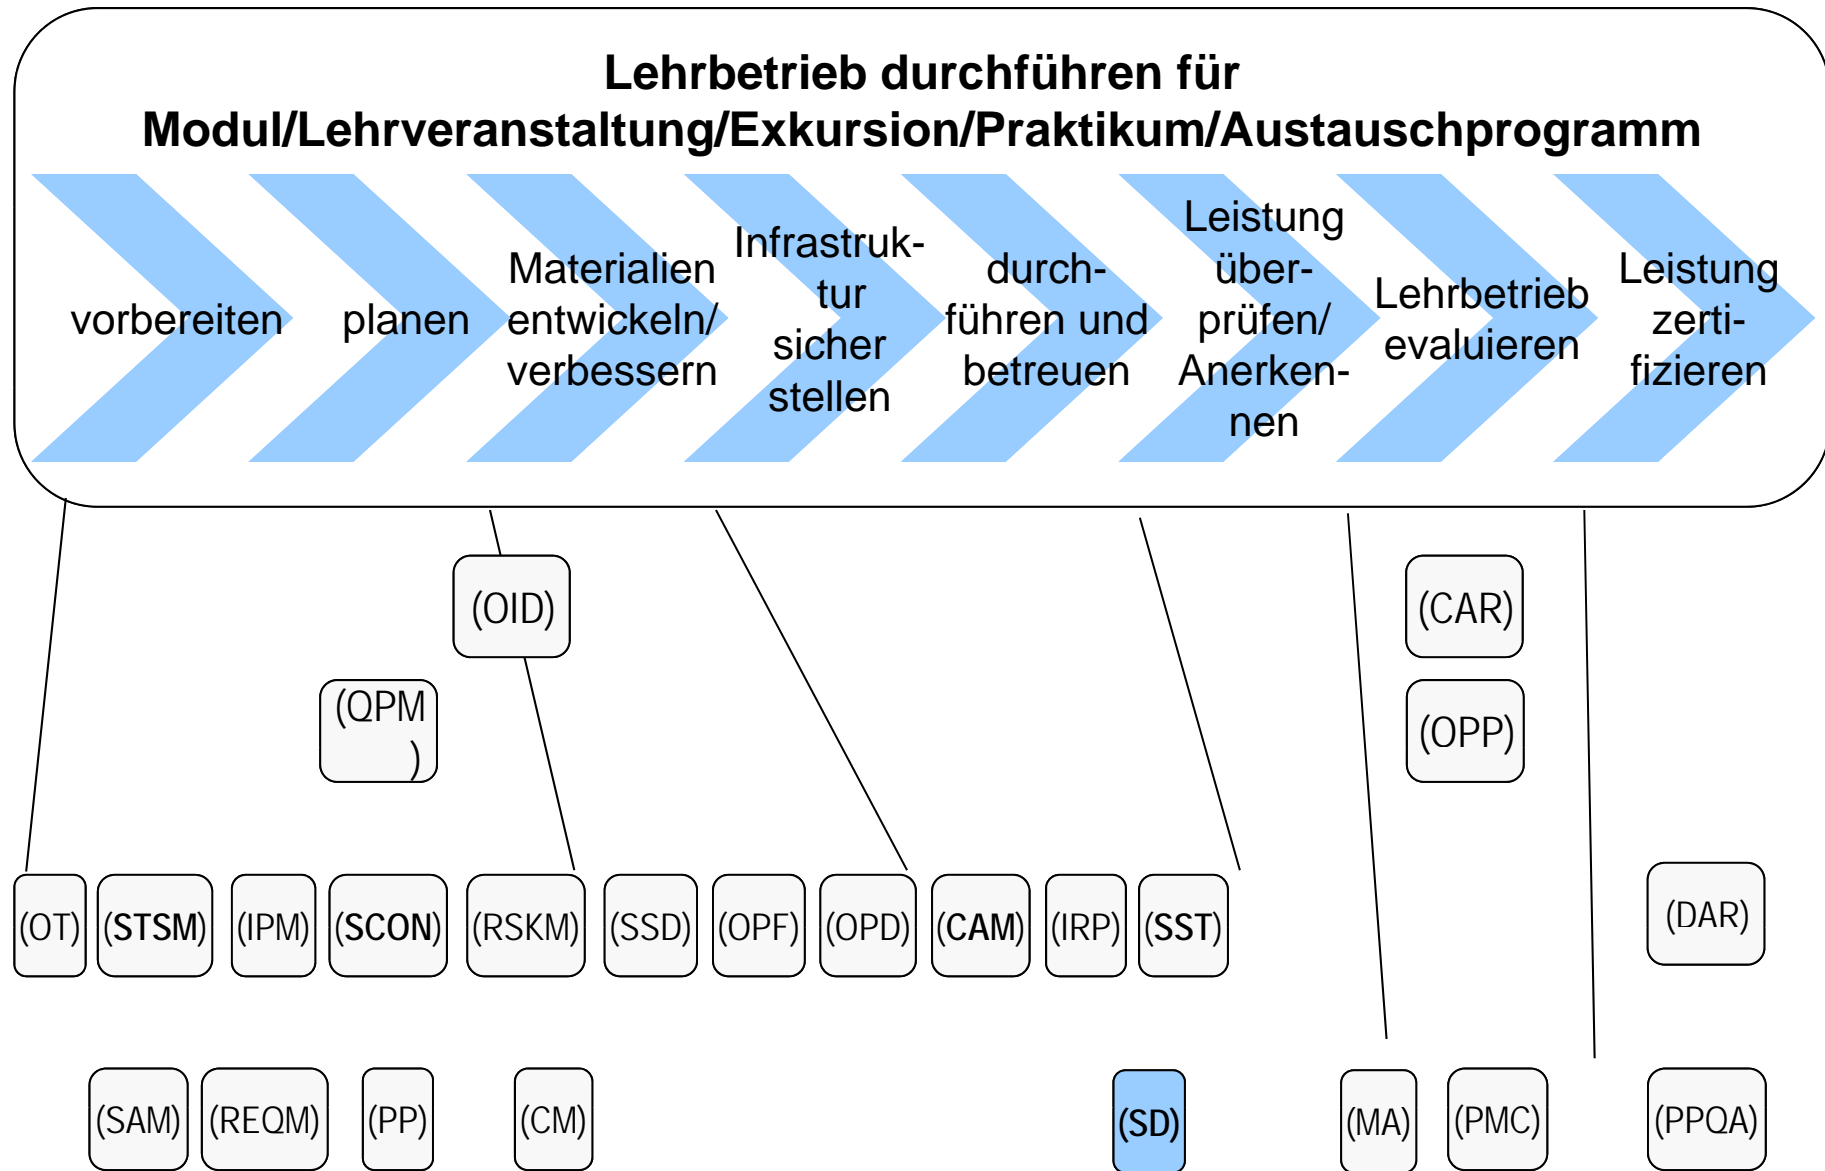 Lehrbetrieb durchführen für
Modul/Lehrveranstaltung/Exkursion/Praktikum/Austauschprogramm
vorbereiten
planen
Materialien
entwickeln/
verbessern
Infrastruk-
tur
sicher
stellen
durch-
führen und
betreuen
Leistung
über-
prüfen/
Anerken-
nen
Lehrbetrieb
evaluieren
Leistung
zerti-
fizieren
(OID)
(CAR)
(QPM
)
(OPP)
(OT)
(STSM)
(IPM)
(SCON)
(RSKM)
(SSD)
(OPF)
(OPD)
(CAM)
(IRP)
(SST)
(DAR)
(SAM)
(REQM)
(PP)
(CM)
(SD)
(MA)
(PMC)
(PPQA)